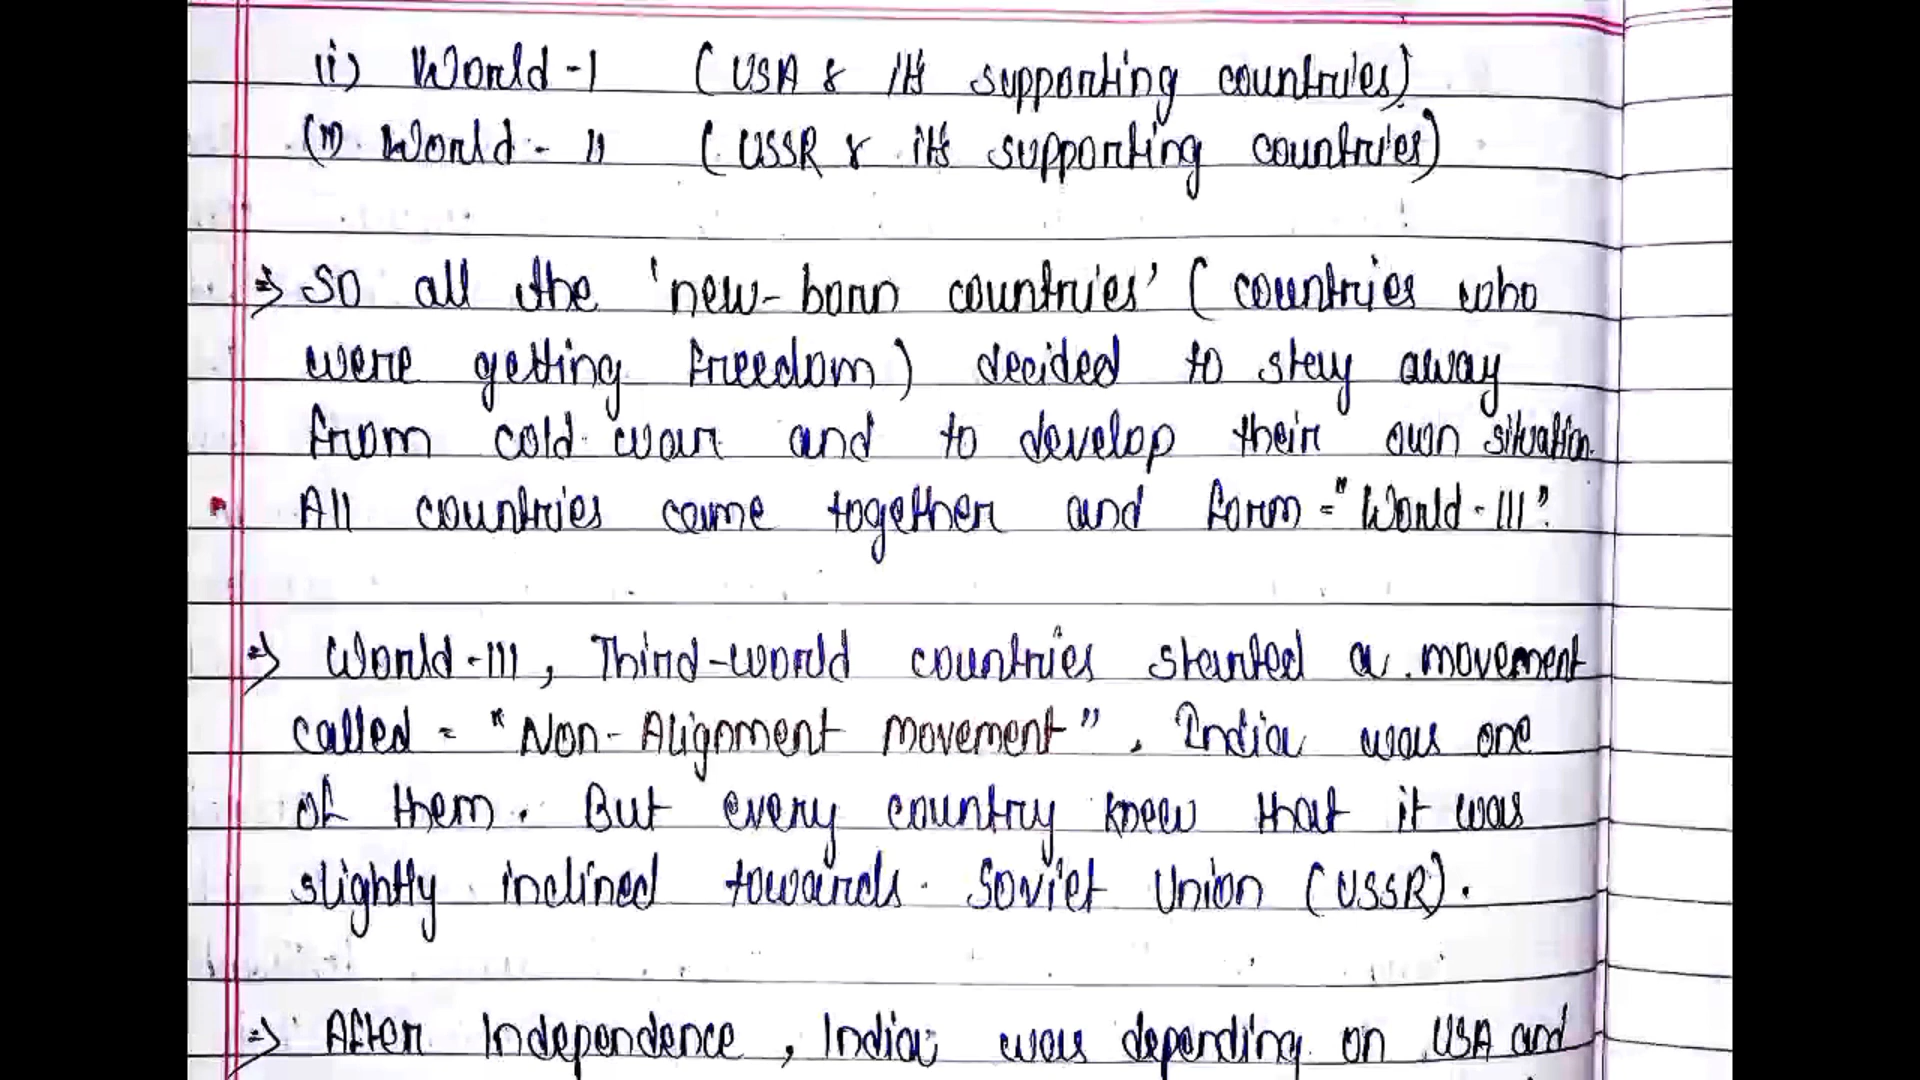 (i) World-I (USA & its supporting countries)
(ii) World-II (USSR & its supporting countries)
⇒ So all the 'new-born countries' (countries who
were getting freedom) decided to stay away
from cold war and to develop their own situation.
All countries came together and form = "World-III".
⇒ World-III, Third-world countries started a movement
called = "Non-Alignment Movement". India was one
of them. But every country knew that it was
slightly inclined towards Soviet Union (USSR).
⇒ After Independence, India was depending on USA and